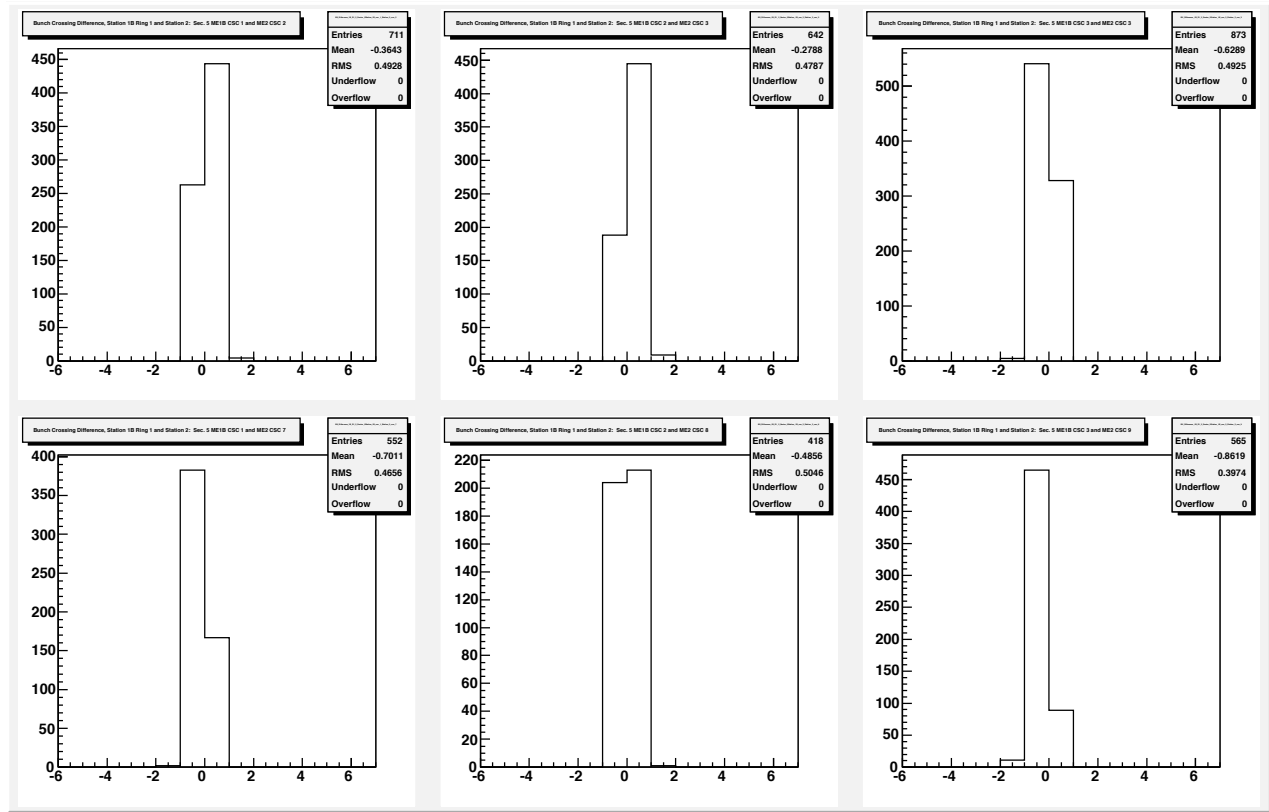 Bunch Crossing Difference, Station 1B Ring 1 and Station 2: Sec. 5 ME1B CSC 1 and ME2 CSC 2
Entries 711
Mean -0.3643
RMS 0.4928
Underflow 0
Overflow 0
450
400
350
300
250
200
150
100
50
0
-6 -4 -2 0 2 4 6
Bunch Crossing Difference, Station 1B Ring 1 and Station 2: Sec. 5 ME1B CSC 2 and ME2 CSC 3
Entries 642
Mean -0.2788
RMS 0.4787
Underflow 0
Overflow 0
450
400
350
300
250
200
150
100
50
0
-6 -4 -2 0 2 4 6
Bunch Crossing Difference, Station 1B Ring 1 and Station 2: Sec. 5 ME1B CSC 3 and ME2 CSC 3
Entries 873
Mean -0.6289
RMS 0.4925
Underflow 0
Overflow 0
500
400
300
200
100
0
-6 -4 -2 0 2 4 6
Bunch Crossing Difference, Station 1B Ring 1 and Station 2: Sec. 5 ME1B CSC 1 and ME2 CSC 7
Entries 552
Mean -0.7011
RMS 0.4656
Underflow 0
Overflow 0
400
350
300
250
200
150
100
50
0
-6 -4 -2 0 2 4 6
Bunch Crossing Difference, Station 1B Ring 1 and Station 2: Sec. 5 ME1B CSC 2 and ME2 CSC 8
Entries 418
Mean -0.4856
RMS 0.5046
Underflow 0
Overflow 0
220
200
180
160
140
120
100
80
60
40
20
0
-6 -4 -2 0 2 4 6
Bunch Crossing Difference, Station 1B Ring 1 and Station 2: Sec. 5 ME1B CSC 3 and ME2 CSC 9
Entries 565
Mean -0.8619
RMS 0.3974
Underflow 0
Overflow 0
450
400
350
300
250
200
150
100
50
0
-6 -4 -2 0 2 4 6